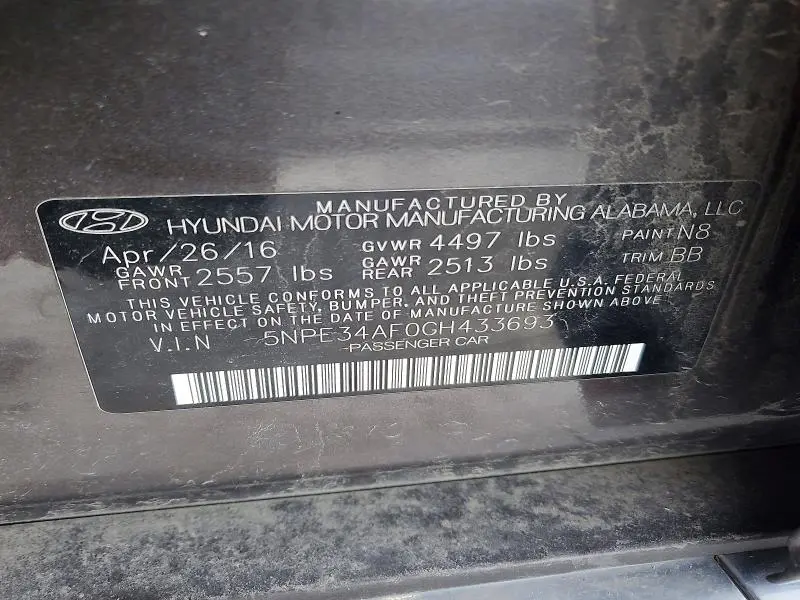 MANUFACTURED BY
HYUNDAI MOTOR MANUFACTURING ALABAMA, LLC
Apr/26/16 GVWR 4497 lbs PAINT N8
GAWR FRONT 2557 lbs GAWR REAR 2513 lbs TRIM BB
THIS VEHICLE CONFORMS TO ALL APPLICABLE U.S.A. FEDERAL
MOTOR VEHICLE SAFETY, BUMPER, AND THEFT PREVENTION STANDARDS
IN EFFECT ON THE DATE OF MANUFACTURE SHOWN ABOVE
V.I.N 5NPE34AF0GH433693
PASSENGER CAR